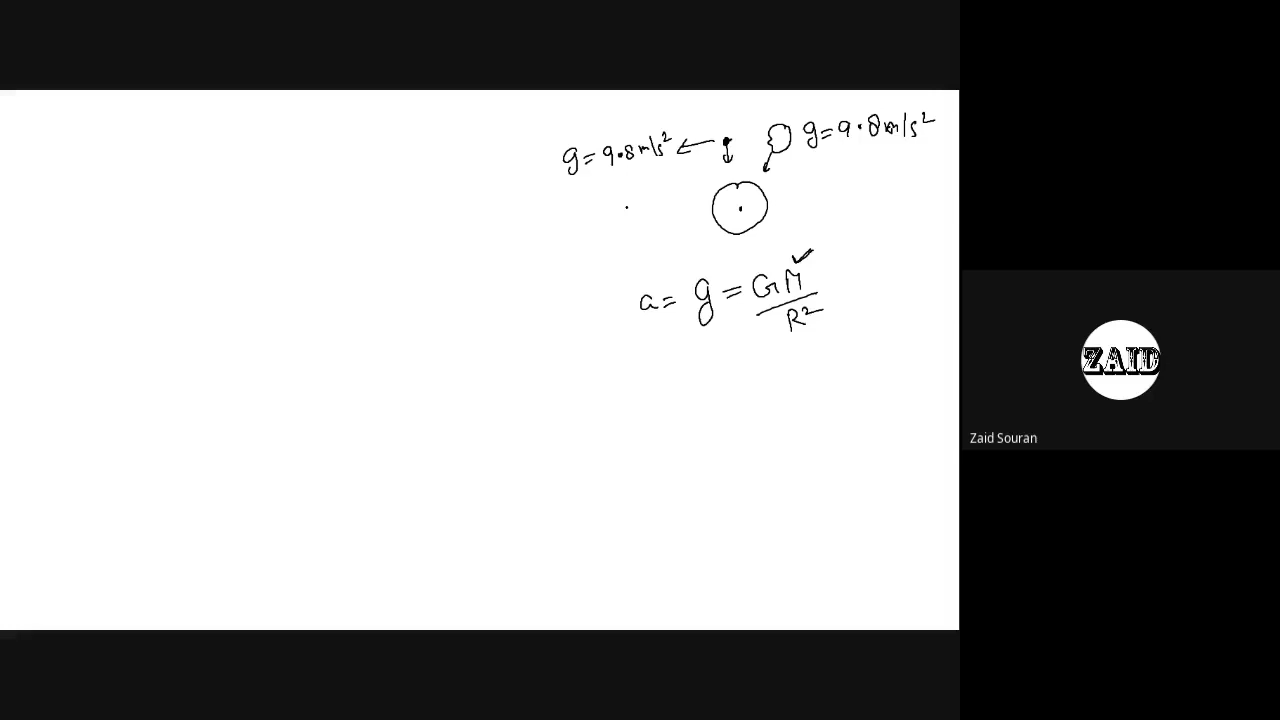 g = 9.8 m/s²
g = 9.8 m/s²
a = g = GM
R²
ZAID
Zaid Souran